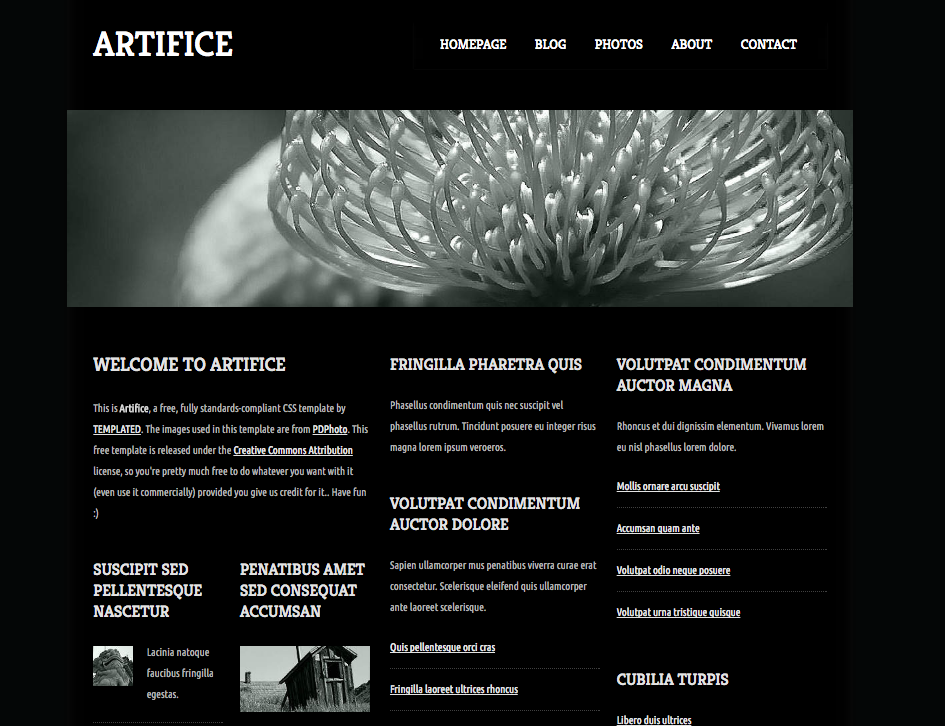 ARTIFICE
HOMEPAGE BLOG PHOTOS ABOUT CONTACT
WELCOME TO ARTIFICE
This is Artifice, a free, fully standards-compliant CSS template by
TEMPLATED. The images used in this template are from PDPhoto. This
free template is released under the Creative Commons Attribution
license, so you're pretty much free to do whatever you want with it
(even use it commercially) provided you give us credit for it.. Have fun
:)
SUSCIPIT SED
PELLENTESQUE
NASCETUR
Lacinia natoque
faucibus fringilla
egestas.
PENATIBUS AMET
SED CONSEQUAT
ACCUMSAN
FRINGILLA PHARETRA QUIS
Phasellus condimentum quis nec suscipit vel
phasellus rutrum. Tincidunt posuere eu integer risus
magna lorem ipsum veroeros.
VOLUTPAT CONDIMENTUM
AUCTOR DOLORE
Sapien ullamcorper mus penatibus viverra curae erat
consectetur. Scelerisque eleifend quis ullamcorper
ante laoreet scelerisque.
Quis pellentesque orci cras
Fringilla laoreet ultrices rhoncus
VOLUTPAT CONDIMENTUM
AUCTOR MAGNA
Rhoncus et dui dignissim elementum. Vivamus lorem
eu nisl phasellus lorem dolore.
Mollis ornare arcu suscipit
Accumsan quam ante
Volutpat odio neque posuere
Volutpat urna tristique quisque
CUBILIA TURPIS
Libero duis ultrices